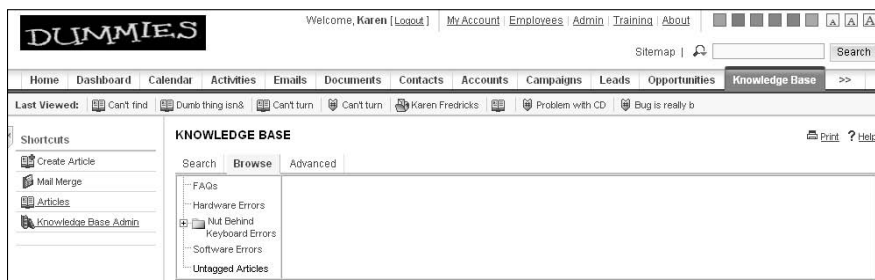 DUMMIES
Welcome, Karen [ Logout ] My Account Employees Admin Training About A A A
Sitemap Search
Home Dashboard Calendar Activities Emails Documents Contacts Accounts Campaigns Leads Opportunities Knowledge Base >>
Last Viewed: Can't find Dumb thing isn& Can't turn Can't turn Karen Fredricks Problem with CD Bug is really b
Shortcuts
Create Article
Mail Merge
Articles
Knowledge Base Admin
KNOWLEDGE BASE
Print ? Help
Search Browse Advanced
FAQs
Hardware Errors
Nut Behind
Keyboard Errors
Software Errors
Untagged Articles